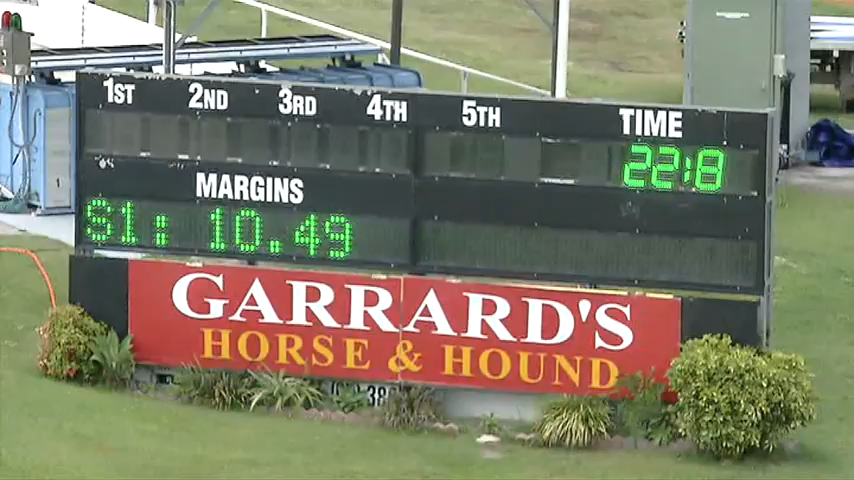 1ST 2ND 3RD 4TH 5TH TIME
22:8
MARGINS
S1: 10.49
GARRARD'S
HORSE & HOUND